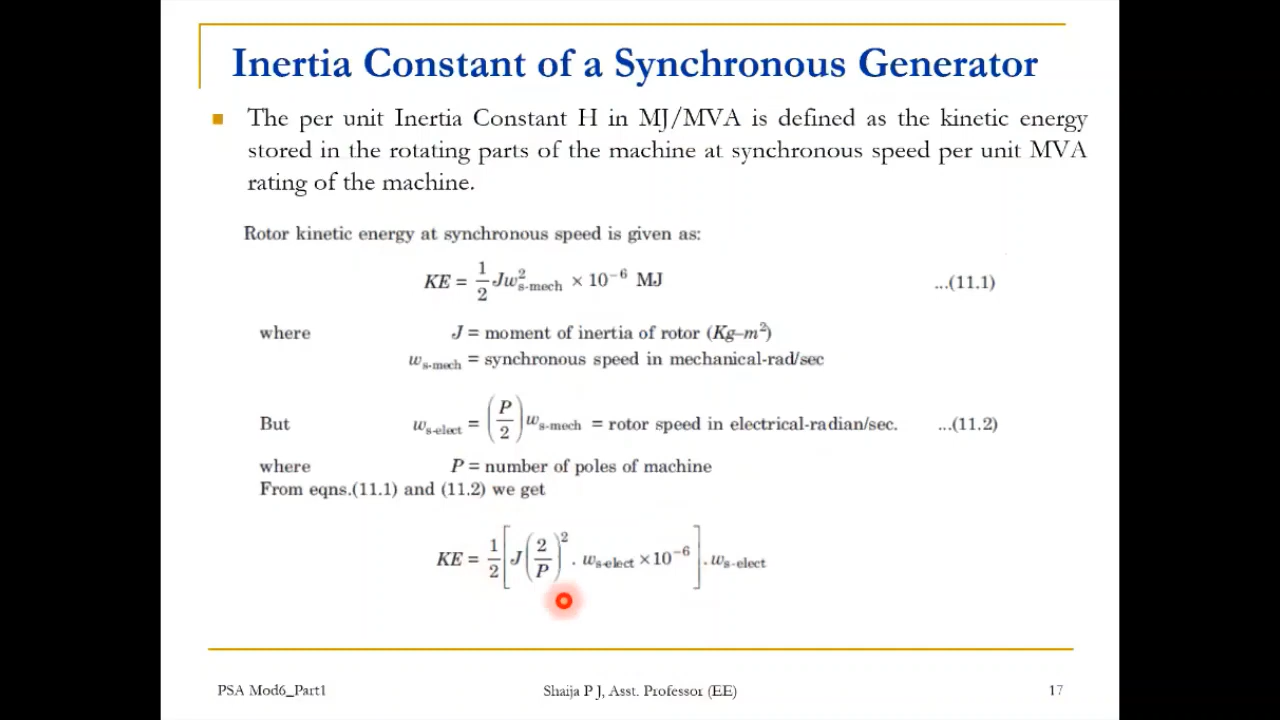 Inertia Constant of a Synchronous Generator
The per unit Inertia Constant H in MJ/MVA is defined as the kinetic energy
stored in the rotating parts of the machine at synchronous speed per unit MVA
rating of the machine.
Rotor kinetic energy at synchronous speed is given as:
KE = 1/2 Jw²s-mech × 10⁻⁶ MJ ...(11.1)
where J = moment of inertia of rotor (Kg–m²)
ws-mech = synchronous speed in mechanical-rad/sec
But ws-elect = (P/2) ws-mech = rotor speed in electrical-radian/sec. ...(11.2)
where P = number of poles of machine
From eqns.(11.1) and (11.2) we get
KE = 1/2 [J(2/P)² . ws-elect × 10⁻⁶] . ws-elect
PSA Mod6_Part1 Shaija P J, Asst. Professor (EE) 17